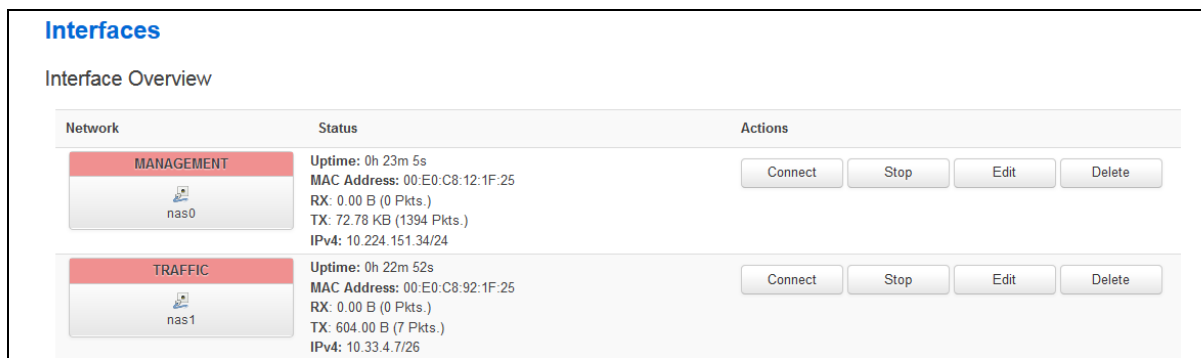 Interfaces
Interface Overview
Network Status Actions
MANAGEMENT
nas0
Uptime: 0h 23m 5s
MAC Address: 00:E0:C8:12:1F:25
RX: 0.00 B (0 Pkts.)
TX: 72.78 KB (1394 Pkts.)
IPv4: 10.224.151.34/24
Connect Stop Edit Delete
TRAFFIC
nas1
Uptime: 0h 22m 52s
MAC Address: 00:E0:C8:92:1F:25
RX: 0.00 B (0 Pkts.)
TX: 604.00 B (7 Pkts.)
IPv4: 10.33.4.7/26
Connect Stop Edit Delete